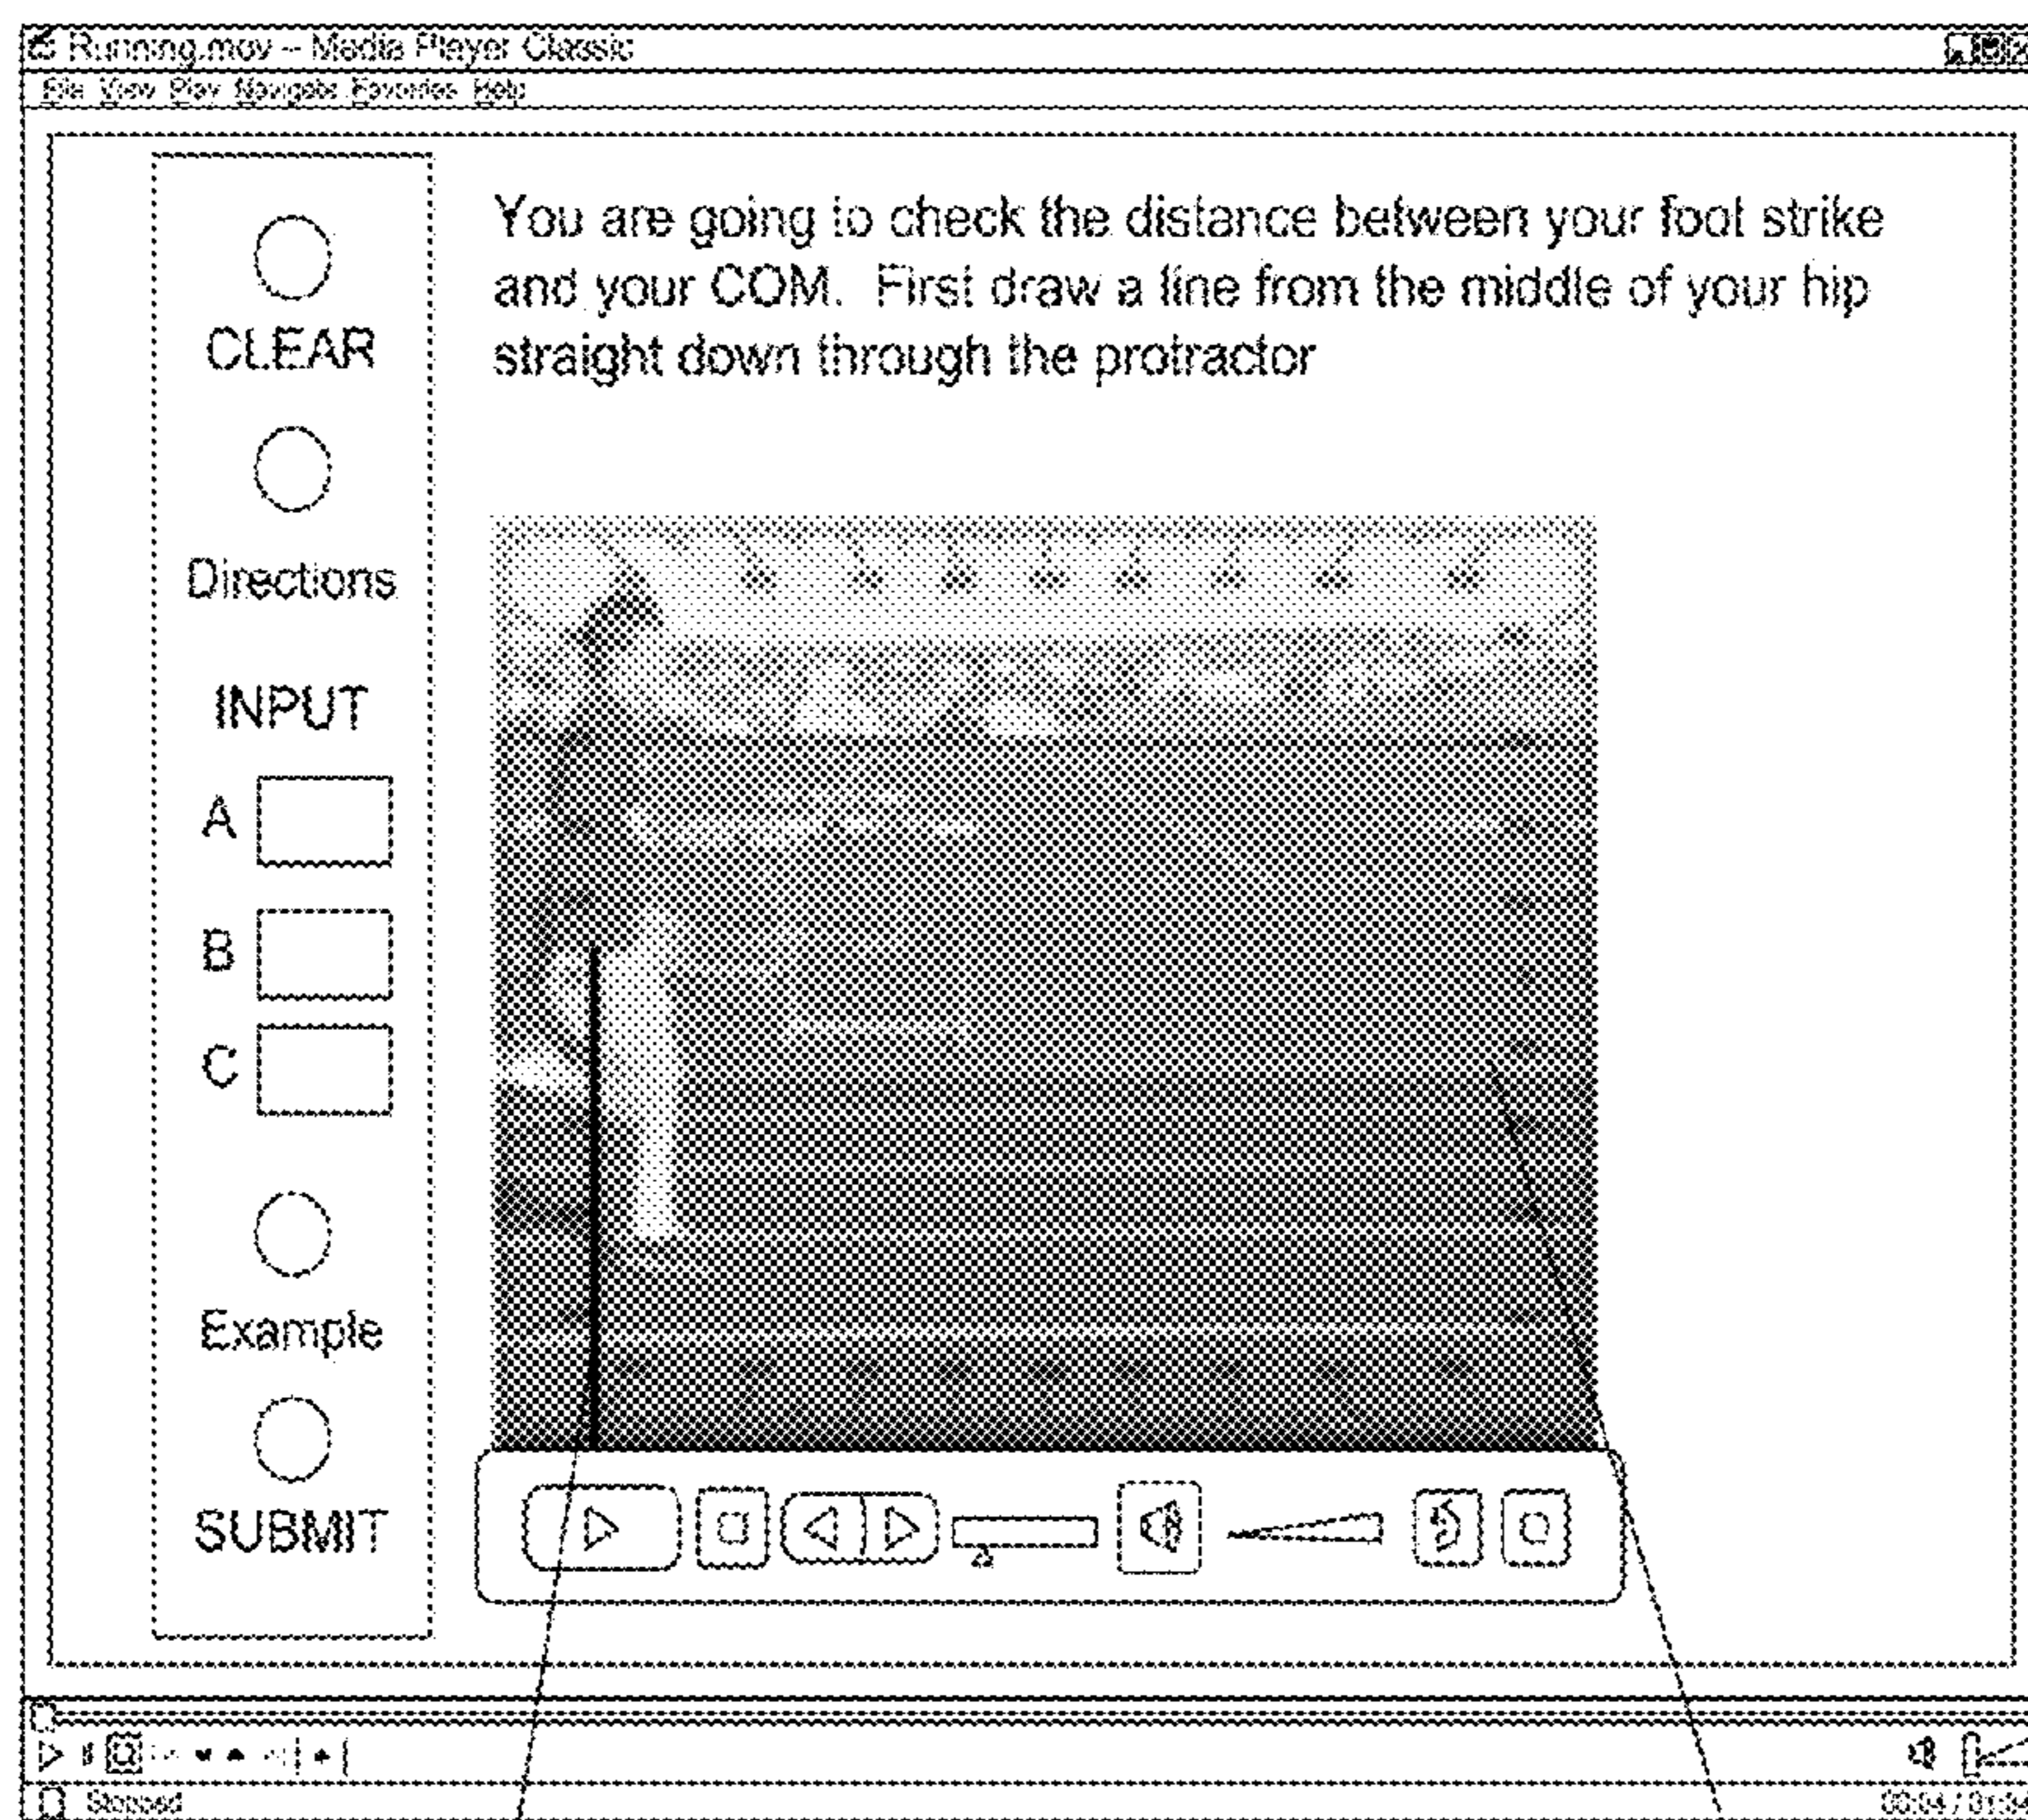 Running.mov – Media Player Classic
File View Play Navigate Favorites Help
You are going to check the distance between your foot strike
and your COM. First draw a line from the middle of your hip
straight down through the protractor
CLEAR
Directions
INPUT
A
B
C
Example
SUBMIT
Stopped